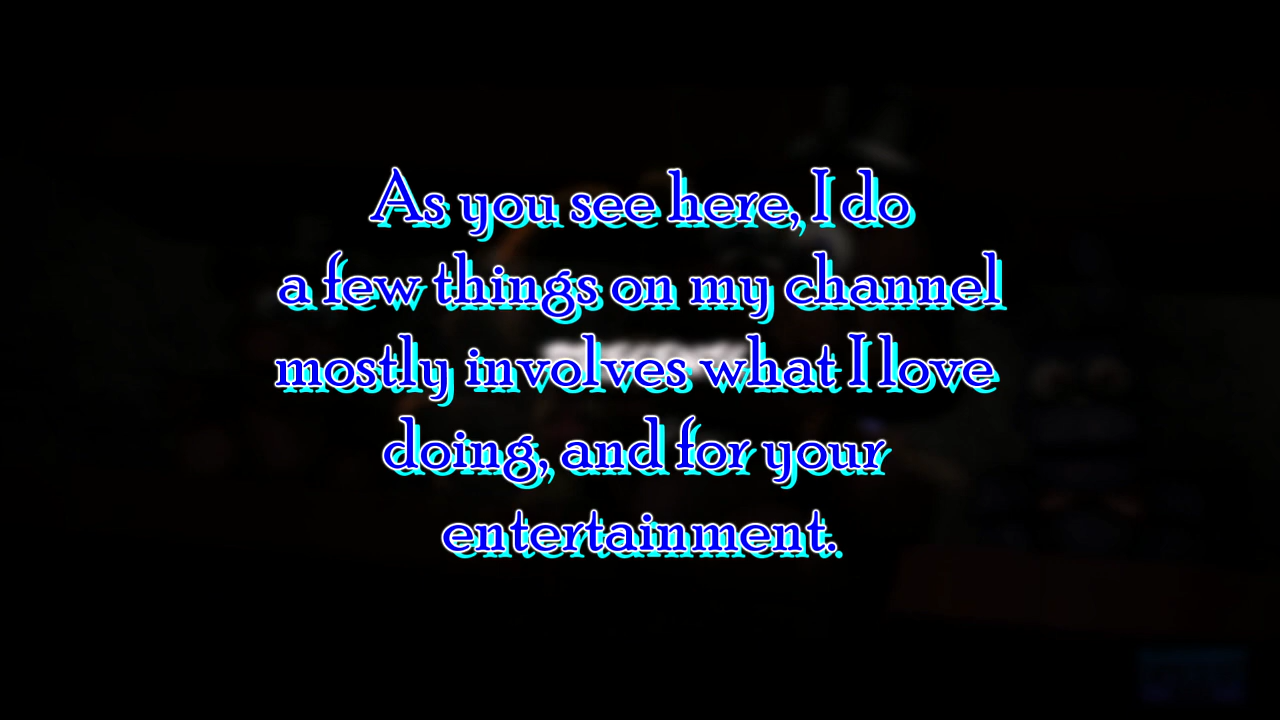 As you see here, I do
a few things on my channel
mostly involves what I love
doing, and for your
entertainment.